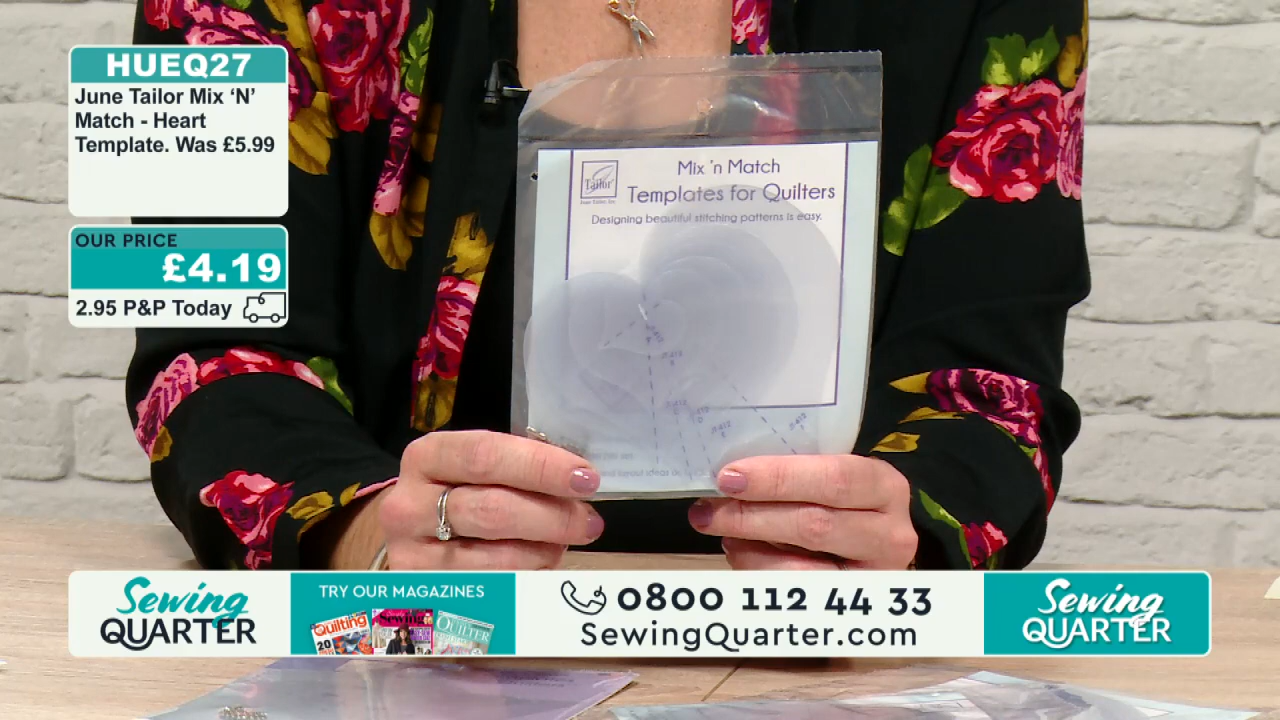 HUEQ27
June Tailor Mix ‘N’
Match - Heart
Template. Was £5.99
OUR PRICE
£4.19
2.95 P&P Today
Mix 'n Match
Tailor
Templates for Quilters
Designing beautiful stitching patterns is easy.
Sewing
QUARTER
TRY OUR MAGAZINES
Quilting
20
Sewing
QUILTER
0800 112 44 33
SewingQuarter.com
Sewing
QUARTER